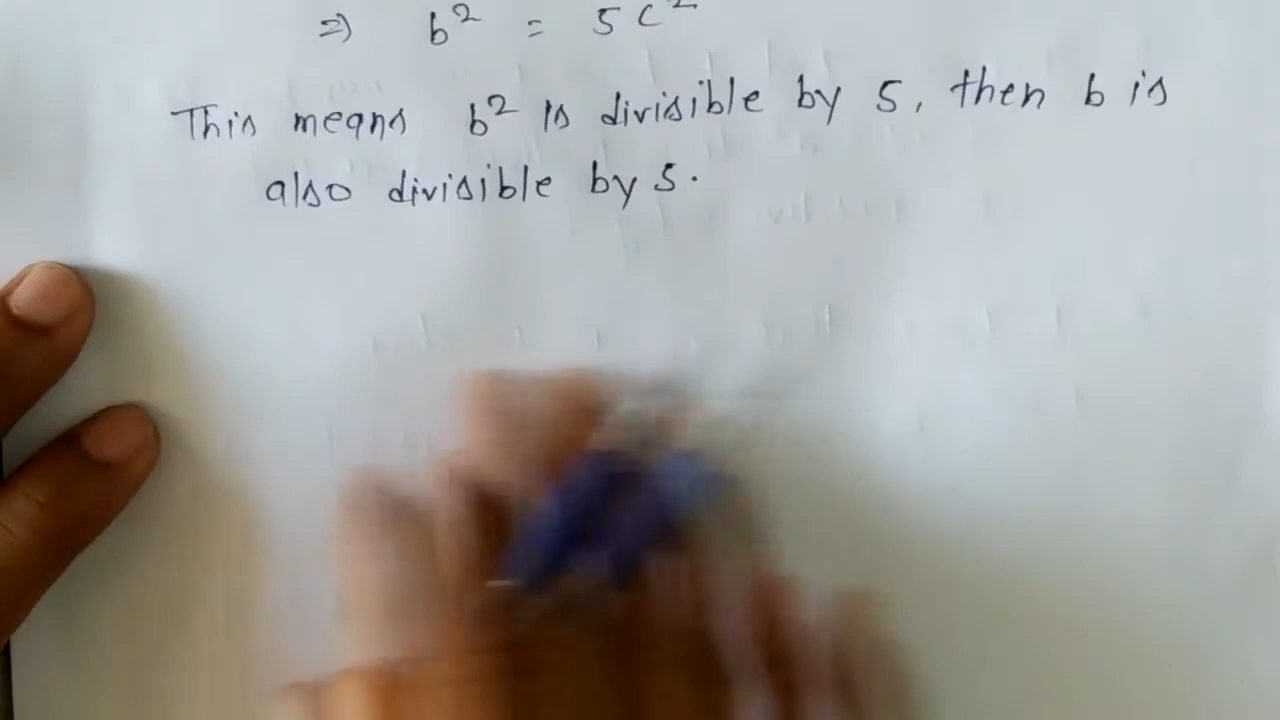 ⇒ b² = 5c²
This means b² is divisible by 5, then b is
also divisible by 5.